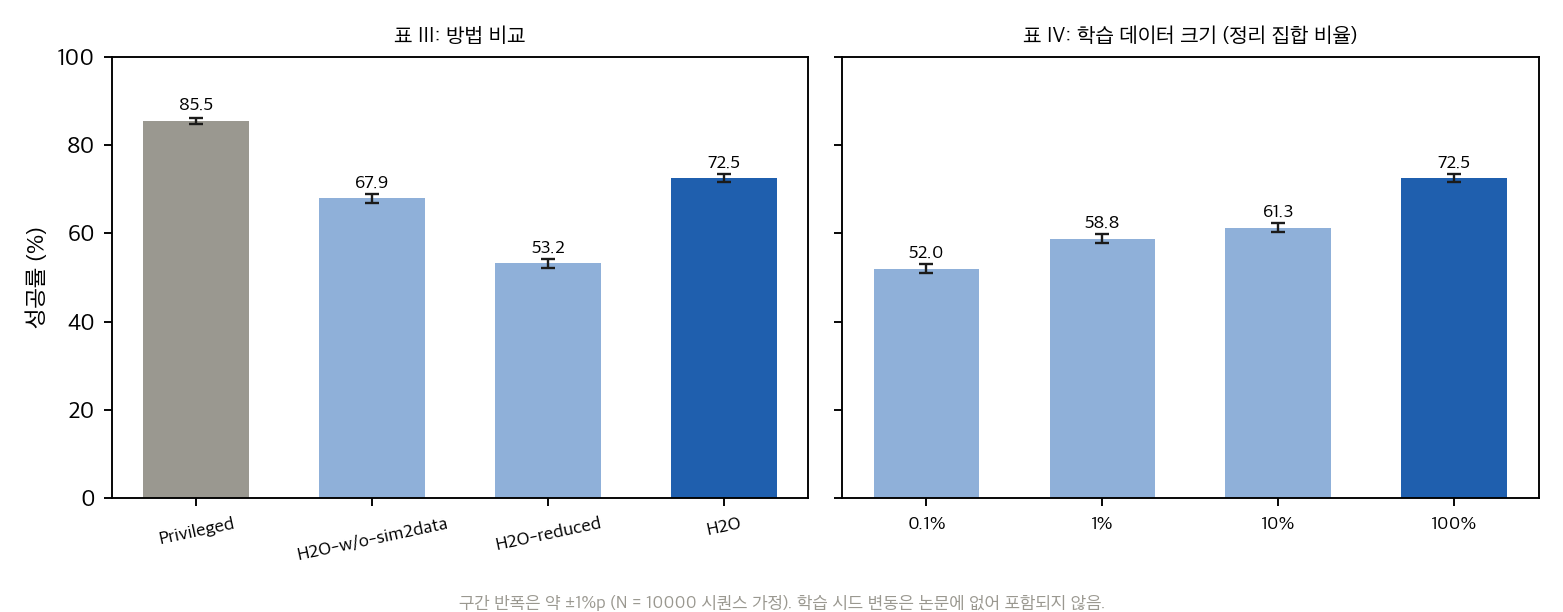 표 III: 방법 비교
성공률 (%)
100
80
60
40
20
0
85.5
67.9
53.2
72.5
Privileged
H2O-w/o-sim2data
H2O-reduced
H2O
표 IV: 학습 데이터 크기 (정리 집합 비율)
52.0
58.8
61.3
72.5
0.1%
1%
10%
100%
구간 반폭은 약 ±1%p (N = 10000 시퀀스 가정). 학습 시드 변동은 논문에 없어 포함되지 않음.